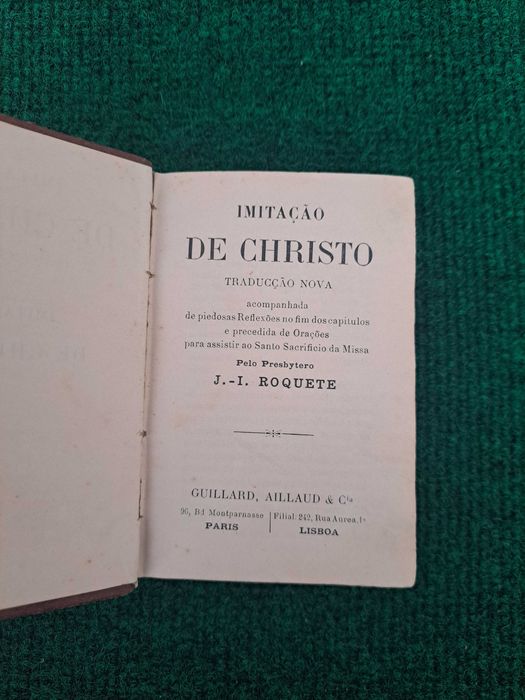 IMITAÇÃO
DE CHRISTO
TRADUCÇÃO NOVA
acompanhada
de piedosas Reflexões no fim dos capitulos
e precedida de Orações
para assistir ao Santo Sacrificio da Missa
Pelo Presbytero
J.-I. ROQUETE
GUILLARD, AILLAUD & Cia
96, Bd Montparnasse
PARIS
Filial: 242, Rua Aurea, 1º
LISBOA